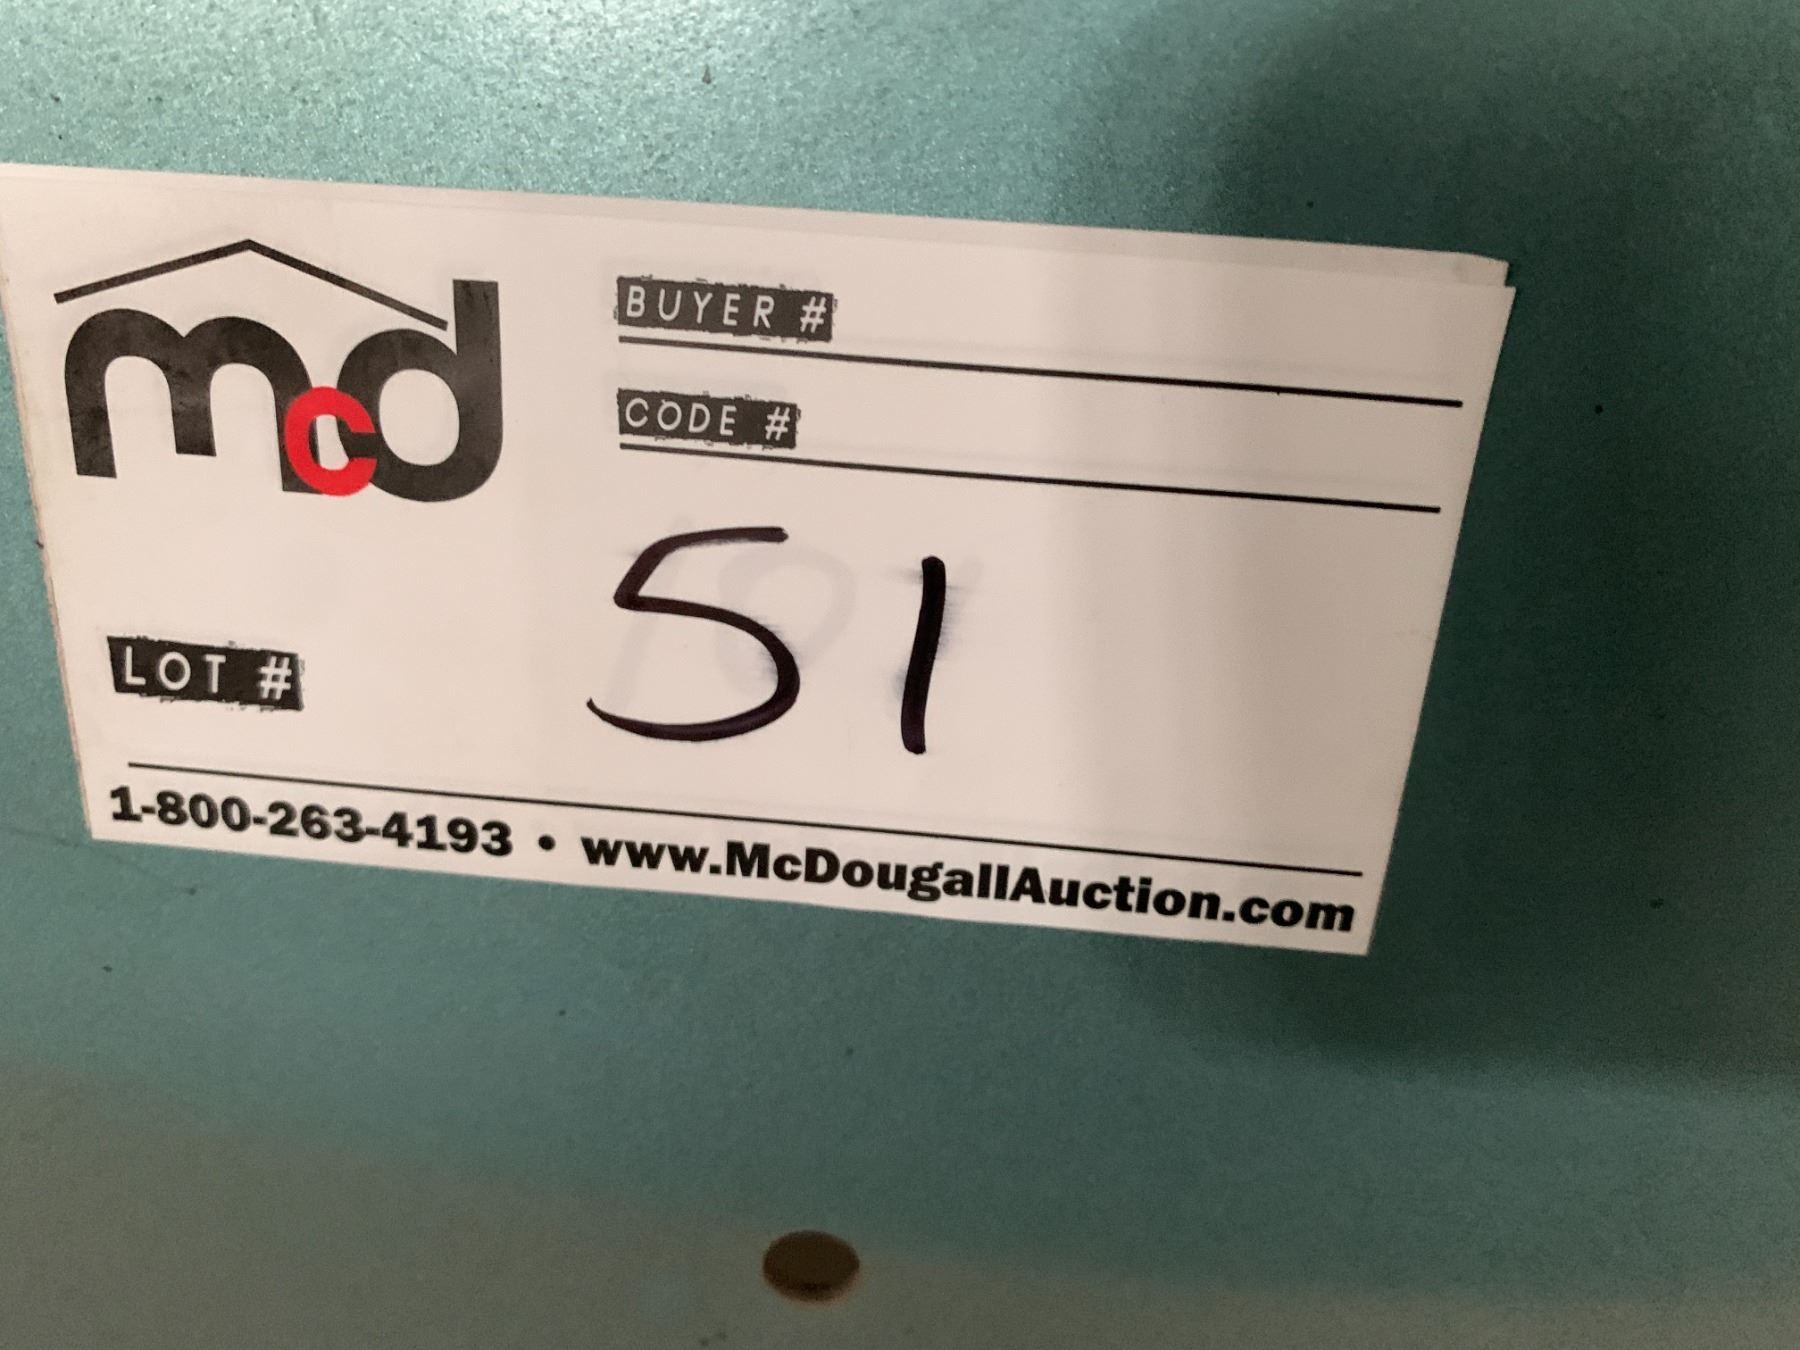 mcd
BUYER #
CODE #
LOT # 51
1-800-263-4193 • www.McDougallAuction.com